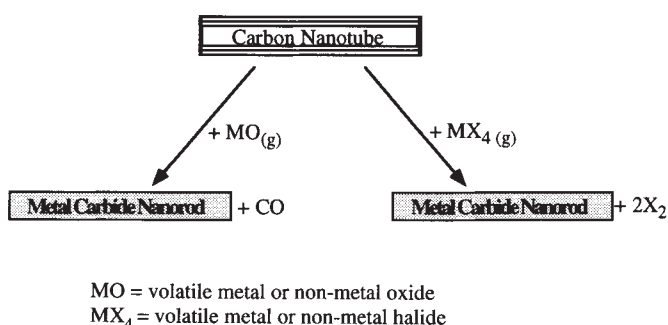 Carbon Nanotube
+ MO(g)
+ MX4 (g)
Metal Carbide Nanorod + CO
Metal Carbide Nanorod + 2X2
MO = volatile metal or non-metal oxide
MX4 = volatile metal or non-metal halide